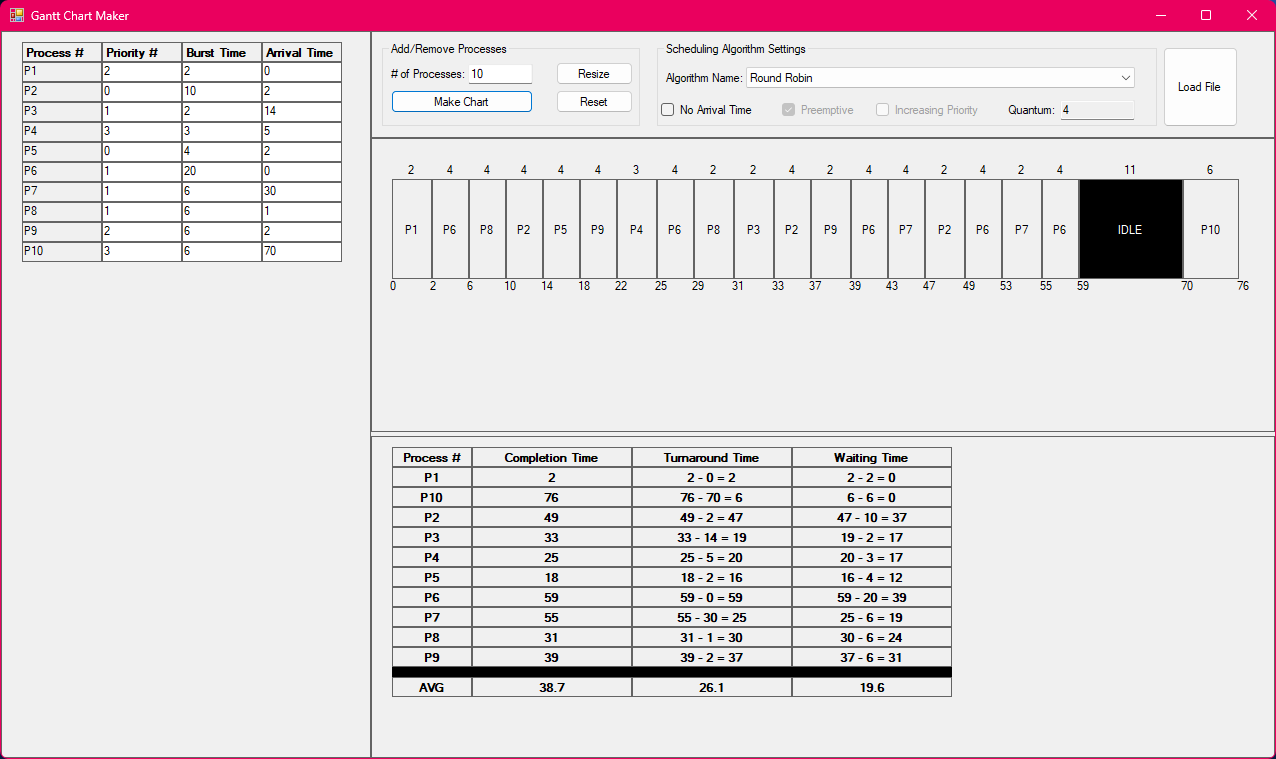 Gantt Chart Maker
Process # Priority # Burst Time Arrival Time
P1 2 2 0
P2 0 10 2
P3 1 2 14
P4 3 3 5
P5 0 4 2
P6 1 20 0
P7 1 6 30
P8 1 6 1
P9 2 6 2
P10 3 6 70
Add/Remove Processes
# of Processes: 10 Resize
Make Chart Reset
Scheduling Algorithm Settings
Algorithm Name: Round Robin
No Arrival Time Preemptive Increasing Priority Quantum: 4
Load File
2 4 4 4 4 4 3 4 2 2 4 2 4 4 2 4 2 4 11 6
P1 P6 P8 P2 P5 P9 P4 P6 P8 P3 P2 P9 P6 P7 P2 P6 P7 P6 IDLE P10
0 2 6 10 14 18 22 25 29 31 33 37 39 43 47 49 53 55 59 70 76
Process # Completion Time Turnaround Time Waiting Time
P1 2 2 - 0 = 2 2 - 2 = 0
P10 76 76 - 70 = 6 6 - 6 = 0
P2 49 49 - 2 = 47 47 - 10 = 37
P3 33 33 - 14 = 19 19 - 2 = 17
P4 25 25 - 5 = 20 20 - 3 = 17
P5 18 18 - 2 = 16 16 - 4 = 12
P6 59 59 - 0 = 59 59 - 20 = 39
P7 55 55 - 30 = 25 25 - 6 = 19
P8 31 31 - 1 = 30 30 - 6 = 24
P9 39 39 - 2 = 37 37 - 6 = 31
AVG 38.7 26.1 19.6